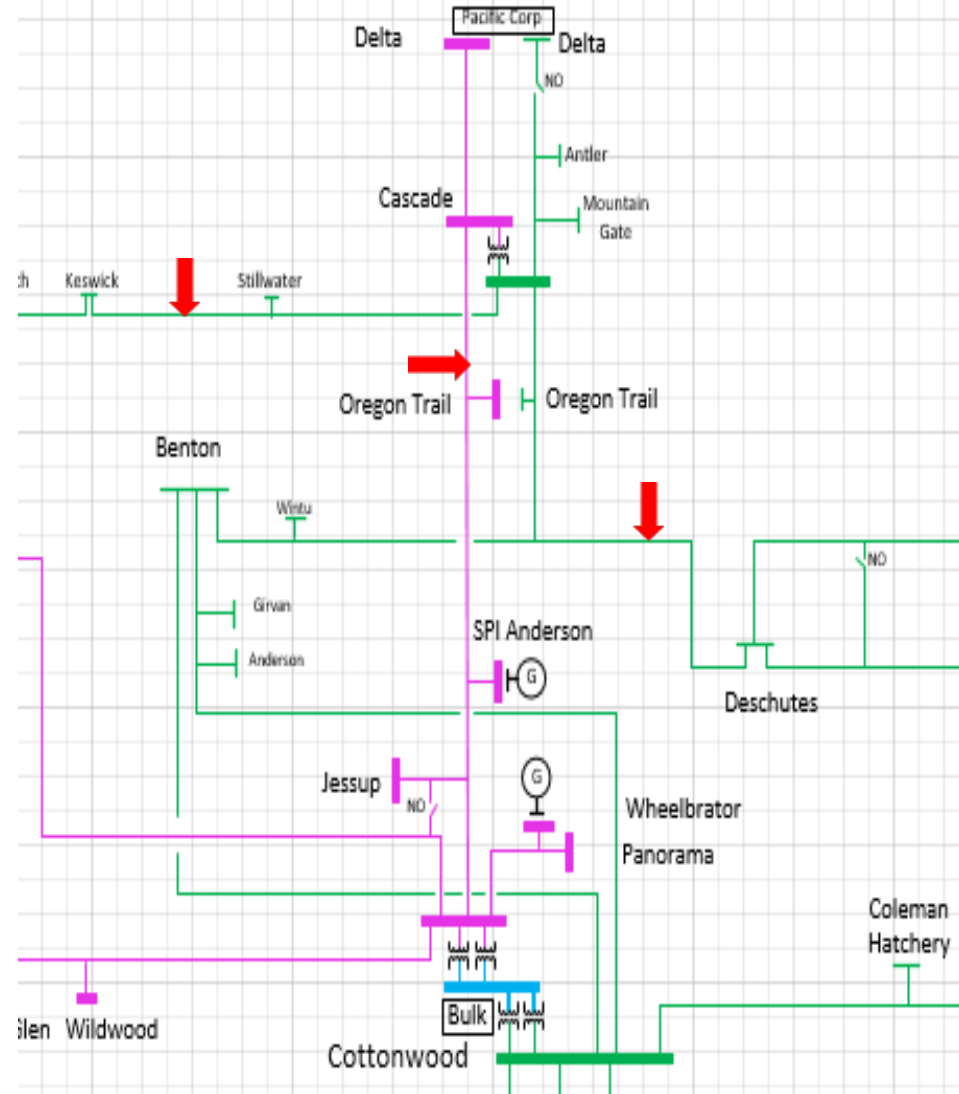 Pacific Corp
Delta
Delta
NO
Antler
Cascade
Mountain
Gate
Keswick
Stillwater
Oregon Trail
Oregon Trail
Benton
Wintu
NO
Girvan
SPI Anderson
Anderson
G
Deschutes
G
Jessup
NO
Wheelbrator
Panorama
Coleman
Hatchery
Bulk
Wildwood
Cottonwood